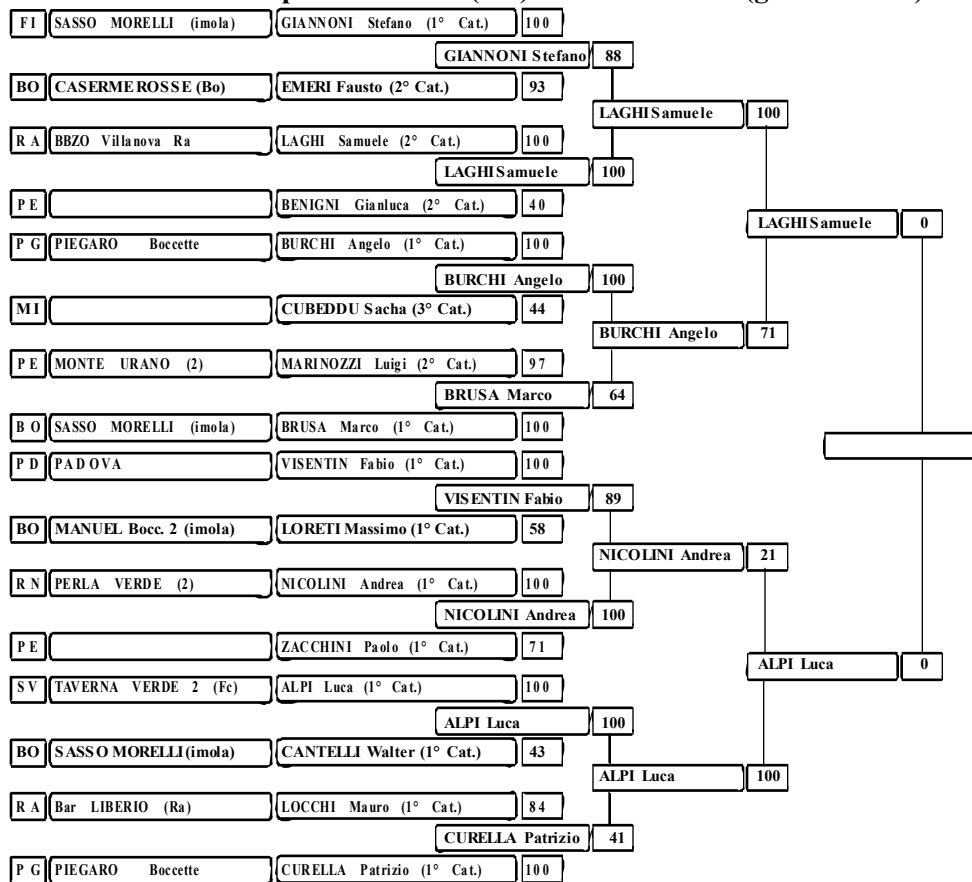 FI SASSO MORELLI (imola) GIANNONI Stefano (1° Cat.) 100
GIANNONI Stefano 88
BO CASERME ROSSE (Bo) EMERI Fausto (2° Cat.) 93
LAGHI Samuele 100
RA BBZO Villanova Ra LAGHI Samuele (2° Cat.) 100
LAGHI Samuele 100
PE BENIGNI Gianluca (2° Cat.) 40
LAGHI Samuele 0
PG PIEGARO Boccette BURCHI Angelo (1° Cat.) 100
BURCHI Angelo 100
MI CUBEDDU Sacha (3° Cat.) 44
BURCHI Angelo 71
PE MONTE URANO (2) MARINOZZI Luigi (2° Cat.) 97
BRUSA Marco 64
BO SASSO MORELLI (imola) BRUSA Marco (1° Cat.) 100
PD PADOVA VISENTIN Fabio (1° Cat.) 100
VISENTIN Fabio 89
BO MANUEL Bocc. 2 (imola) LORETI Massimo (1° Cat.) 58
NICOLINI Andrea 21
RN PERLA VERDE (2) NICOLINI Andrea (1° Cat.) 100
NICOLINI Andrea 100
PE ZACCHINI Paolo (1° Cat.) 71
ALPI Luca 0
SV TAVERNA VERDE 2 (Fc) ALPI Luca (1° Cat.) 100
ALPI Luca 100
BO SASSO MORELLI (imola) CANTELLI Walter (1° Cat.) 43
ALPI Luca 100
RA Bar LIBERIO (Ra) LOCCHI Mauro (1° Cat.) 84
CURELLA Patrizio 41
PG PIEGARO Boccette CURELLA Patrizio (1° Cat.) 100